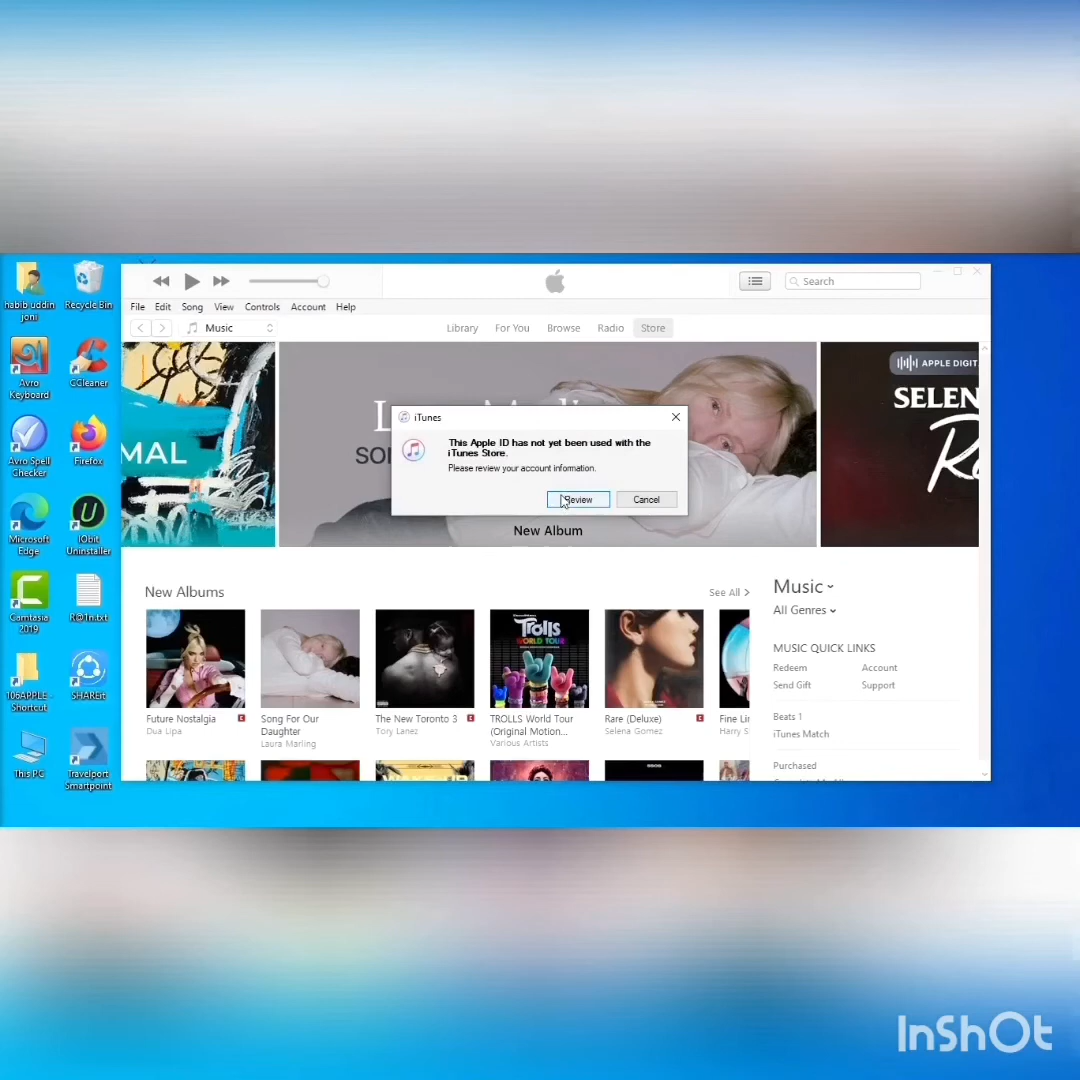 habib uddin
joni
Recycle Bin
Avro
Keyboard
CCleaner
Avro Spell
Checker
Firefox
Microsoft
Edge
IObit
Uninstaller
Camtasia
2019
R@1n.txt
106APPLE -
Shortcut
SHAREit
This PC
Travelport
Smartpoint
Search
File Edit Song View Controls Account Help
Music
Library For You Browse Radio Store
MAL
APPLE DIGIT
SELEN
iTunes
This Apple ID has not yet been used with the
iTunes Store.
Please review your account information.
Review Cancel
New Album
New Albums
See All >
Future Nostalgia
Dua Lipa
Song For Our
Daughter
Laura Marling
The New Toronto 3
Tory Lanez
TROLLS World Tour
(Original Motion...
Various Artists
Rare (Deluxe)
Selena Gomez
Fine Lin
Harry S
Trolls
WORLD TOUR
Music
All Genres
MUSIC QUICK LINKS
Redeem Account
Send Gift Support
Beats 1
iTunes Match
Purchased
InShOt